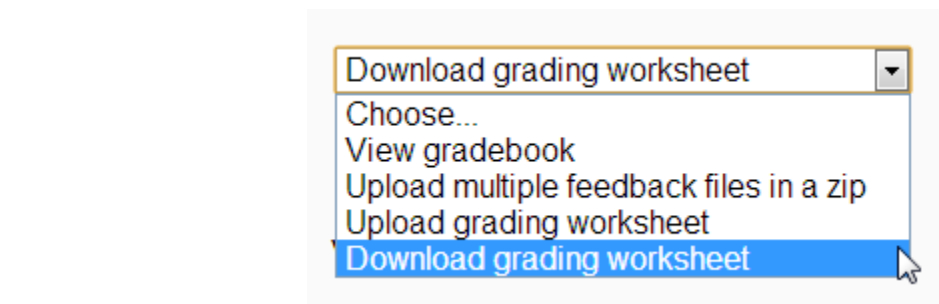 Download grading worksheet
Choose...
View gradebook
Upload multiple feedback files in a zip
Upload grading worksheet
Download grading worksheet